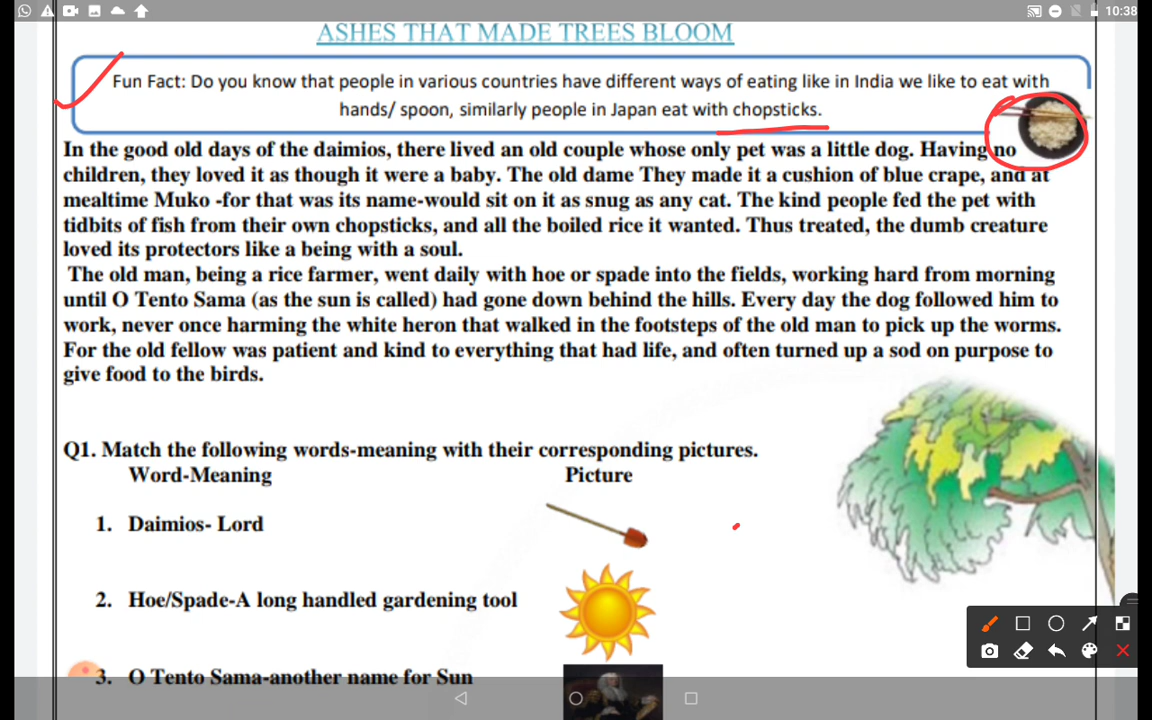 10:38
ASHES THAT MADE TREES BLOOM
Fun Fact: Do you know that people in various countries have different ways of eating like in India we like to eat with
hands/ spoon, similarly people in Japan eat with chopsticks.
In the good old days of the daimios, there lived an old couple whose only pet was a little dog. Having no
children, they loved it as though it were a baby. The old dame They made it a cushion of blue crape, and at
mealtime Muko -for that was its name-would sit on it as snug as any cat. The kind people fed the pet with
tidbits of fish from their own chopsticks, and all the boiled rice it wanted. Thus treated, the dumb creature
loved its protectors like a being with a soul.
The old man, being a rice farmer, went daily with hoe or spade into the fields, working hard from morning
until O Tento Sama (as the sun is called) had gone down behind the hills. Every day the dog followed him to
work, never once harming the white heron that walked in the footsteps of the old man to pick up the worms.
For the old fellow was patient and kind to everything that had life, and often turned up a sod on purpose to
give food to the birds.
Q1. Match the following words-meaning with their corresponding pictures.
Word-Meaning Picture
1. Daimios- Lord
2. Hoe/Spade-A long handled gardening tool
3. O Tento Sama-another name for Sun